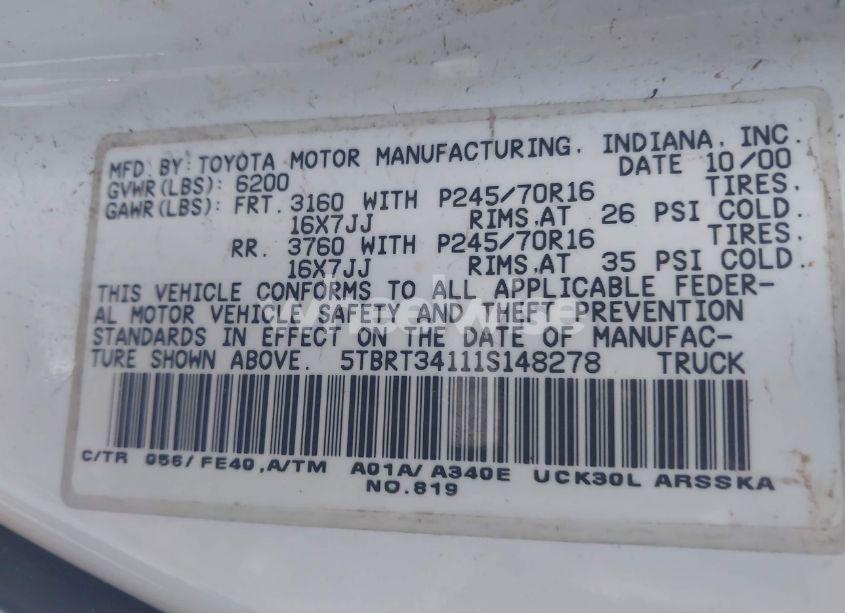 MFD. BY: TOYOTA MOTOR MANUFACTURING, INDIANA, INC.
GVWR(LBS): 6200 DATE 10/00
GAWR(LBS): FRT. 3160 WITH P245/70R16 TIRES.
16X7JJ RIMS.AT 26 PSI COLD.
RR. 3760 WITH P245/70R16 TIRES.
16X7JJ RIMS.AT 35 PSI COLD.
THIS VEHICLE CONFORMS TO ALL APPLICABLE FEDER-
AL MOTOR VEHICLE SAFETY AND THEFT PREVENTION
STANDARDS IN EFFECT ON THE DATE OF MANUFAC-
TURE SHOWN ABOVE. 5TBRT34111S148278 TRUCK
C/TR 056/FE40,A/TM A01A/A340E UCK30L ARSSKA
NO.819